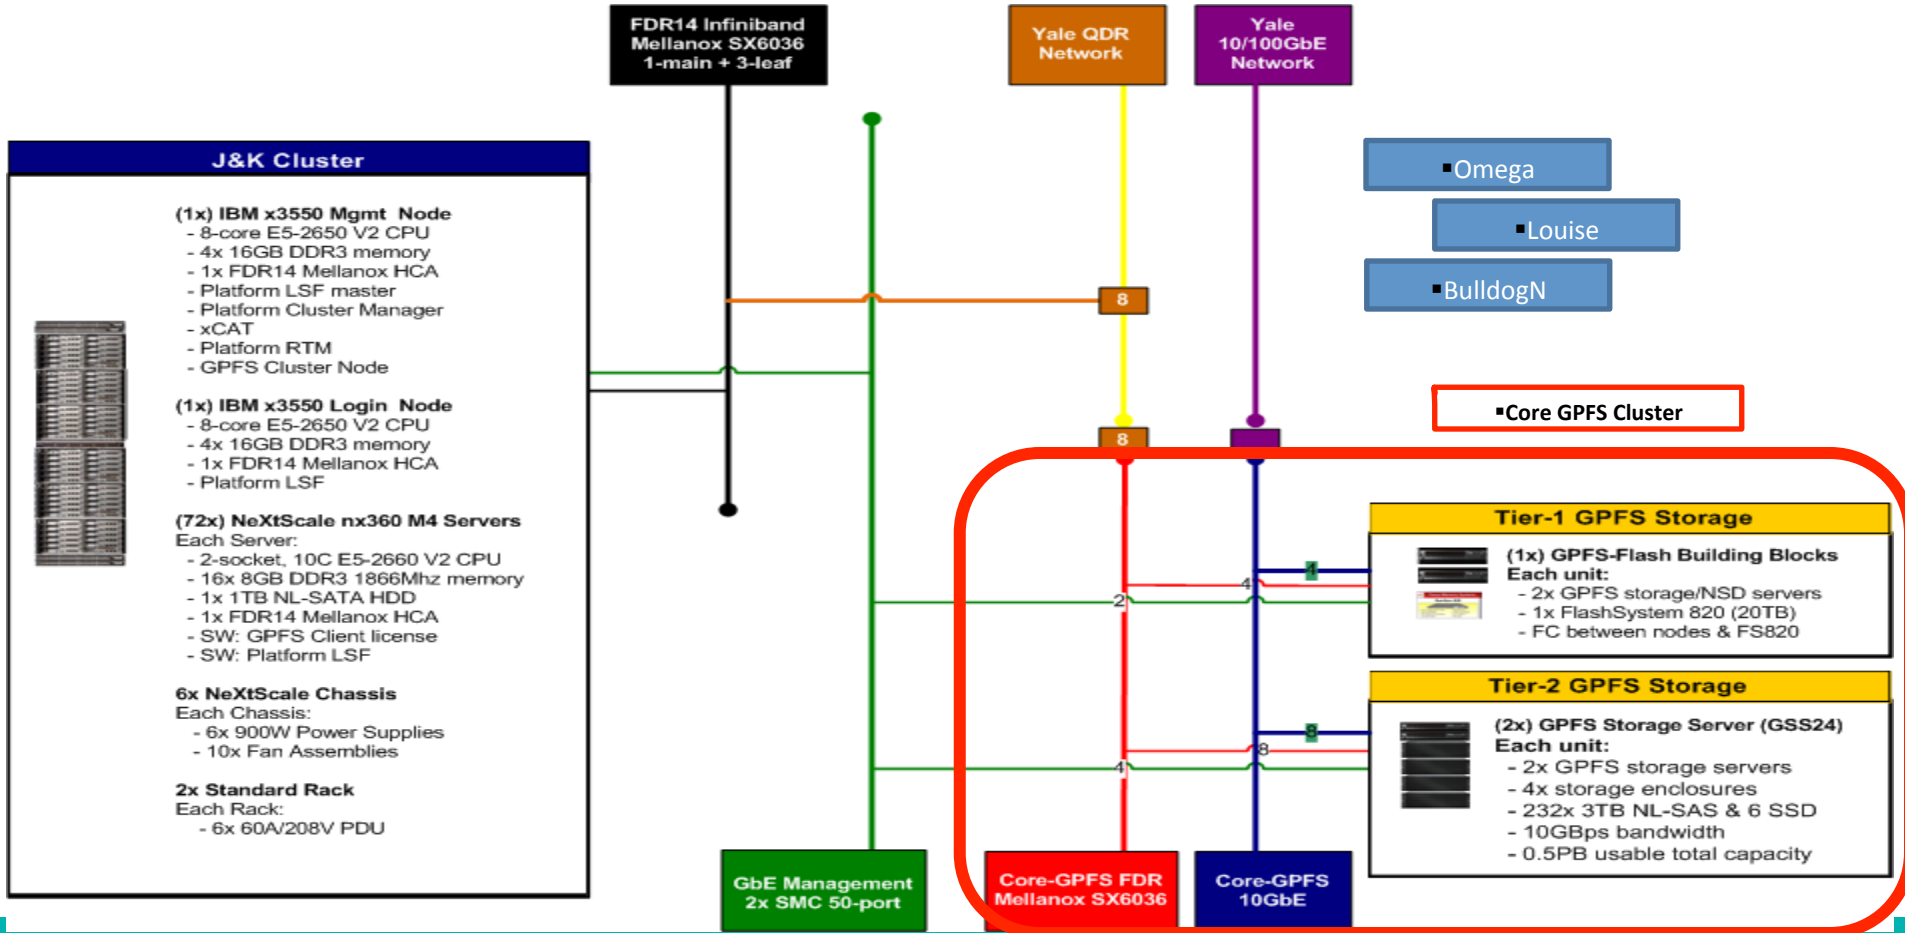 FDR14 Infiniband
Mellanox SX6036
1-main + 3-leaf
Yale QDR
Network
Yale
10/100GbE
Network
J&K Cluster
(1x) IBM x3550 Mgmt Node
- 8-core E5-2650 V2 CPU
- 4x 16GB DDR3 memory
- 1x FDR14 Mellanox HCA
- Platform LSF master
- Platform Cluster Manager
- xCAT
- Platform RTM
- GPFS Cluster Node
(1x) IBM x3550 Login Node
- 8-core E5-2650 V2 CPU
- 4x 16GB DDR3 memory
- 1x FDR14 Mellanox HCA
- Platform LSF
(72x) NeXtScale nx360 M4 Servers
Each Server:
- 2-socket, 10C E5-2660 V2 CPU
- 16x 8GB DDR3 1866Mhz memory
- 1x 1TB NL-SATA HDD
- 1x FDR14 Mellanox HCA
- SW: GPFS Client license
- SW: Platform LSF
6x NeXtScale Chassis
Each Chassis:
- 6x 900W Power Supplies
- 10x Fan Assemblies
2x Standard Rack
Each Rack:
- 6x 60A/208V PDU
▪Omega
▪Louise
▪BulldogN
8
▪Core GPFS Cluster
8
Tier-1 GPFS Storage
(1x) GPFS-Flash Building Blocks
Each unit:
- 2x GPFS storage/NSD servers
- 1x FlashSystem 820 (20TB)
- FC between nodes & FS820
4
4
2
Tier-2 GPFS Storage
(2x) GPFS Storage Server (GSS24)
Each unit:
- 2x GPFS storage servers
- 4x storage enclosures
- 232x 3TB NL-SAS & 6 SSD
- 10GBps bandwidth
- 0.5PB usable total capacity
8
8
4
GbE Management
2x SMC 50-port
Core-GPFS FDR
Mellanox SX6036
Core-GPFS
10GbE